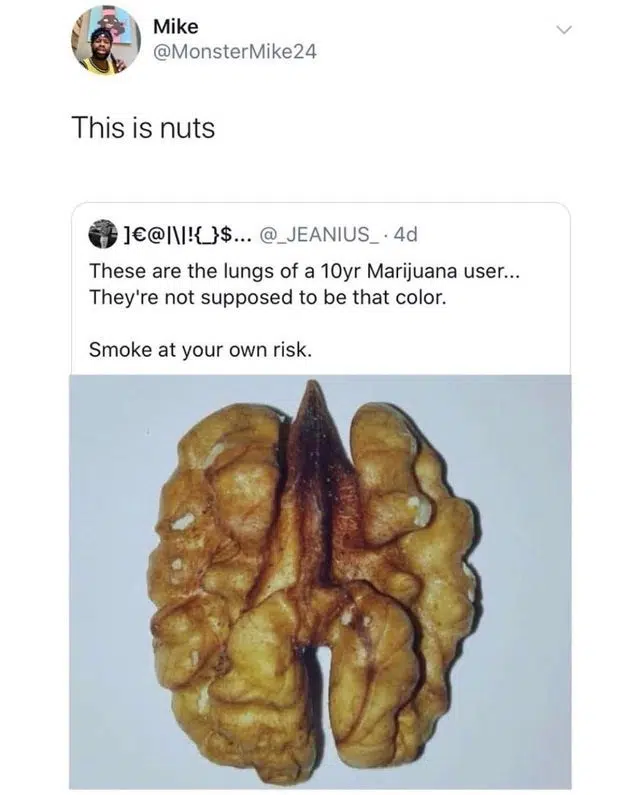 Mike
@MonsterMike24
This is nuts
]€@|\|!{_}$... @_JEANIUS_ · 4d
These are the lungs of a 10yr Marijuana user...
They're not supposed to be that color.
Smoke at your own risk.